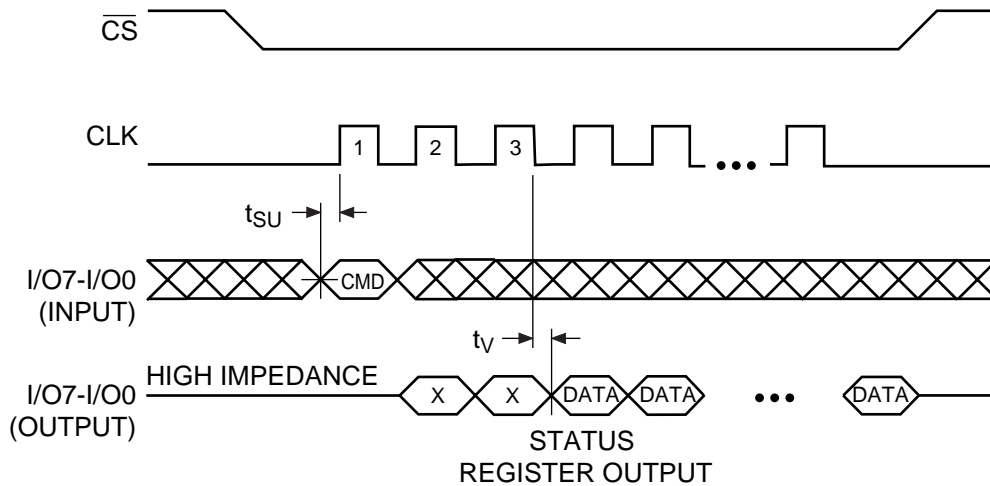 CS
CLK
1 2 3
tSU
I/O7-I/O0
(INPUT)
CMD
tV
HIGH IMPEDANCE
I/O7-I/O0
(OUTPUT)
X X DATA DATA DATA
STATUS
REGISTER OUTPUT